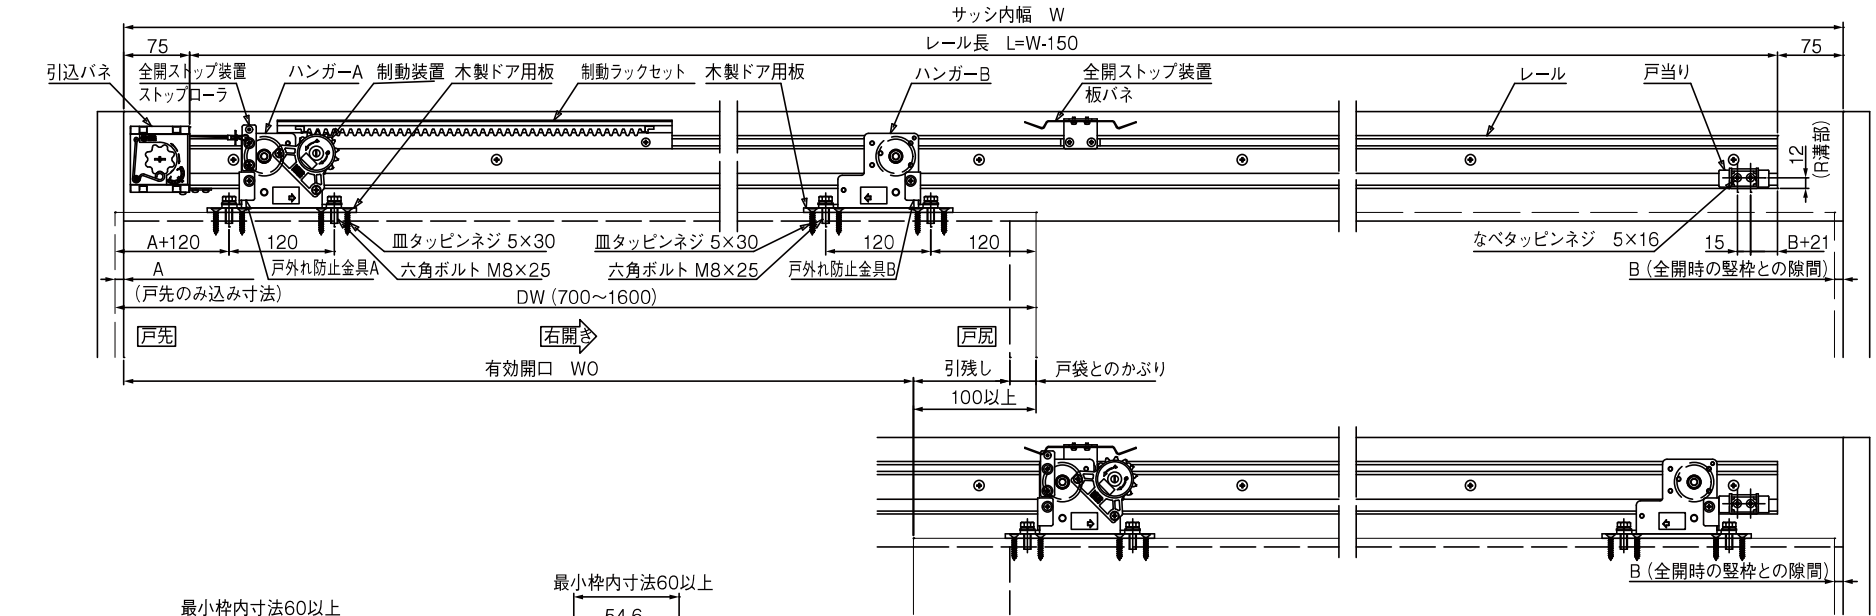 サッシ内幅 W
75
レール長 L=W-150
75
引込バネ
全開ストップ装置
ストップローラ
ハンガーA
制動装置
木製ドア用板
制動ラックセット
木製ドア用板
ハンガーB
全開ストップ装置
板バネ
レール
戸当り
12
(R溝部)
A+120
120
皿タッピンネジ 5×30
皿タッピンネジ 5×30
120
120
なべタッピンネジ 5×16
15
B+21
A
(戸先のみ込み寸法)
戸外れ防止金具A
六角ボルト M8×25
六角ボルト M8×25
戸外れ防止金具B
B (全開時の竪枠との隙間)
DW (700～1600)
戸先
右開き
戸尻
有効開口 WO
引残し
戸袋とのかぶり
100以上
B (全開時の竪枠との隙間)
最小枠内寸法60以上
最小枠内寸法60以上
54.6